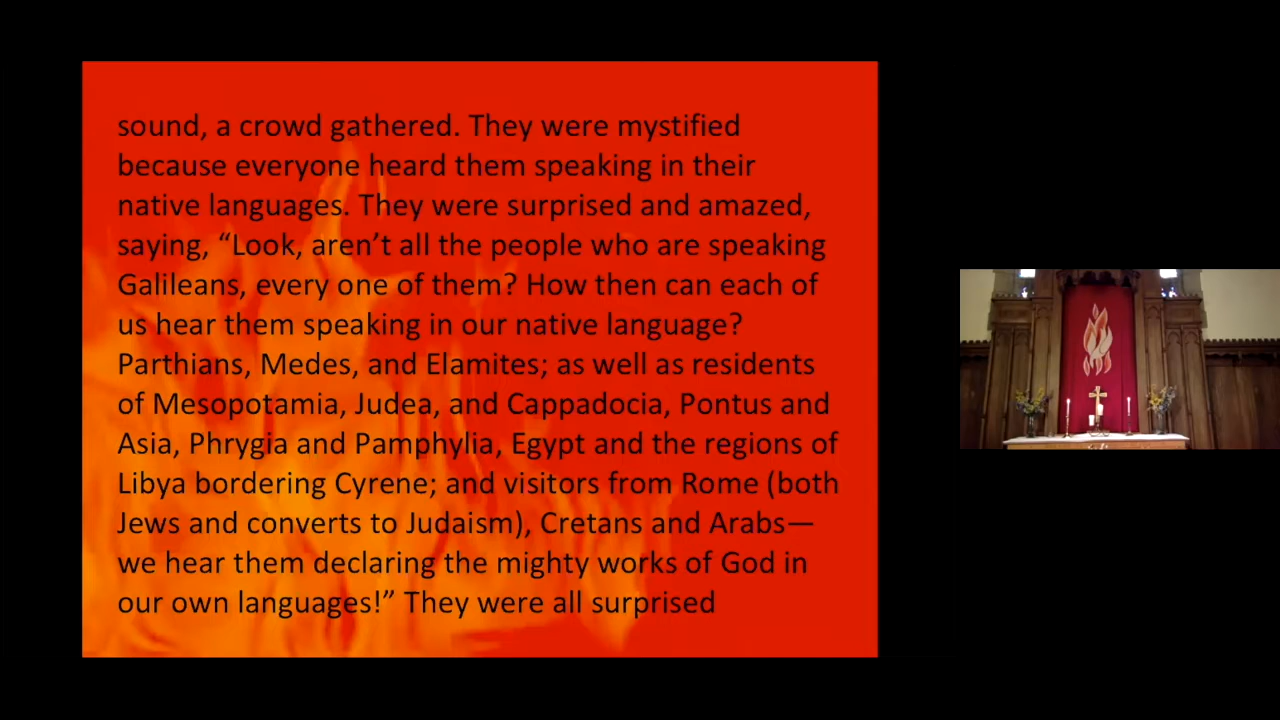 sound, a crowd gathered. They were mystified
because everyone heard them speaking in their
native languages. They were surprised and amazed,
saying, “Look, aren’t all the people who are speaking
Galileans, every one of them? How then can each of
us hear them speaking in our native language?
Parthians, Medes, and Elamites; as well as residents
of Mesopotamia, Judea, and Cappadocia, Pontus and
Asia, Phrygia and Pamphylia, Egypt and the regions of
Libya bordering Cyrene; and visitors from Rome (both
Jews and converts to Judaism), Cretans and Arabs—
we hear them declaring the mighty works of God in
our own languages!” They were all surprised